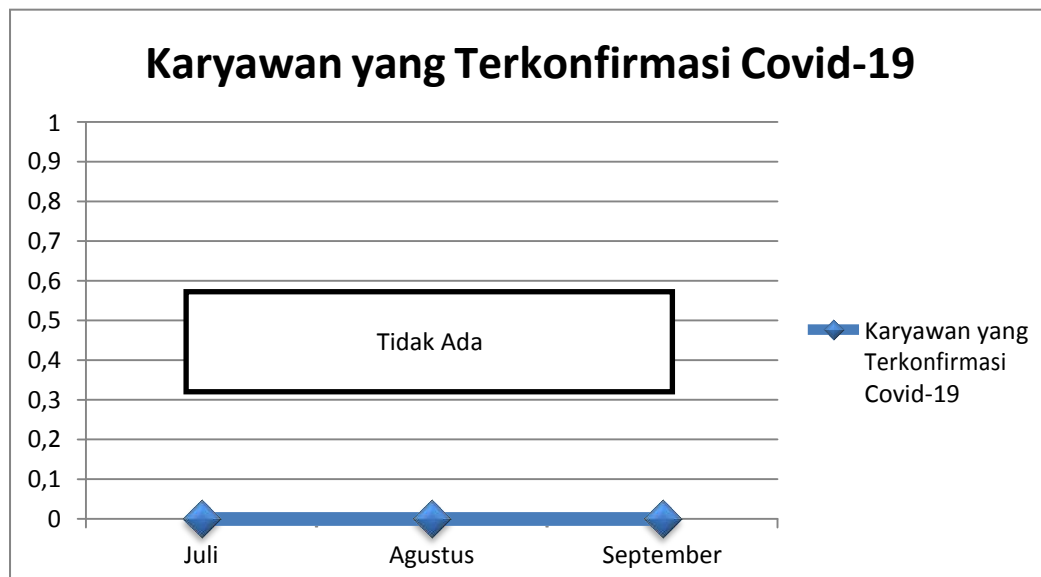 Karyawan yang Terkonfirmasi Covid-19
1
0,9
0,8
0,7
0,6
0,5
0,4
0,3
0,2
0,1
0
Tidak Ada
Juli
Agustus
September
Karyawan yang
Terkonfirmasi
Covid-19